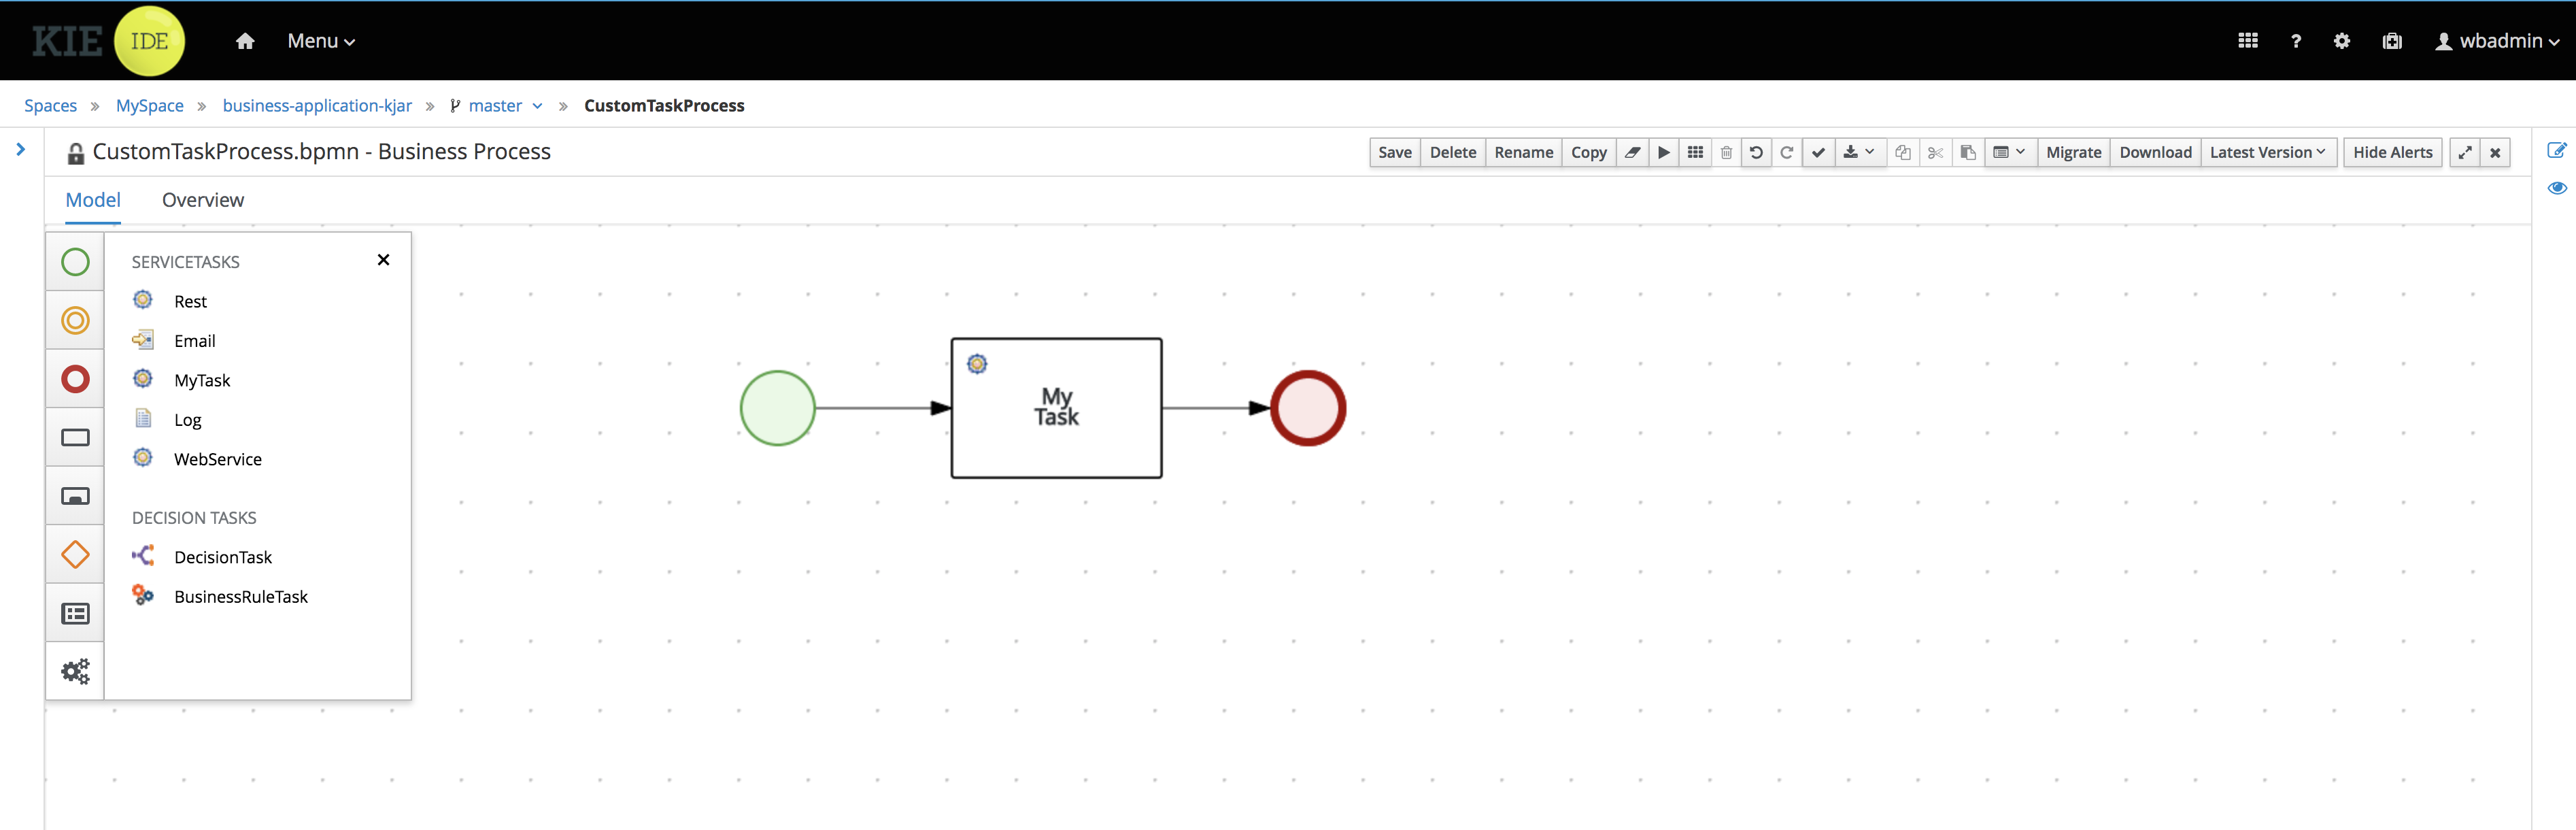 KIE IDE Menu ? wbadmin
Spaces » MySpace » business-application-kjar » master » CustomTaskProcess
CustomTaskProcess.bpmn - Business Process Save Delete Rename Copy Migrate Download Latest Version Hide Alerts
Model Overview
SERVICETASKS
Rest
Email
MyTask
Log
WebService
DECISION TASKS
DecisionTask
BusinessRuleTask
My
Task